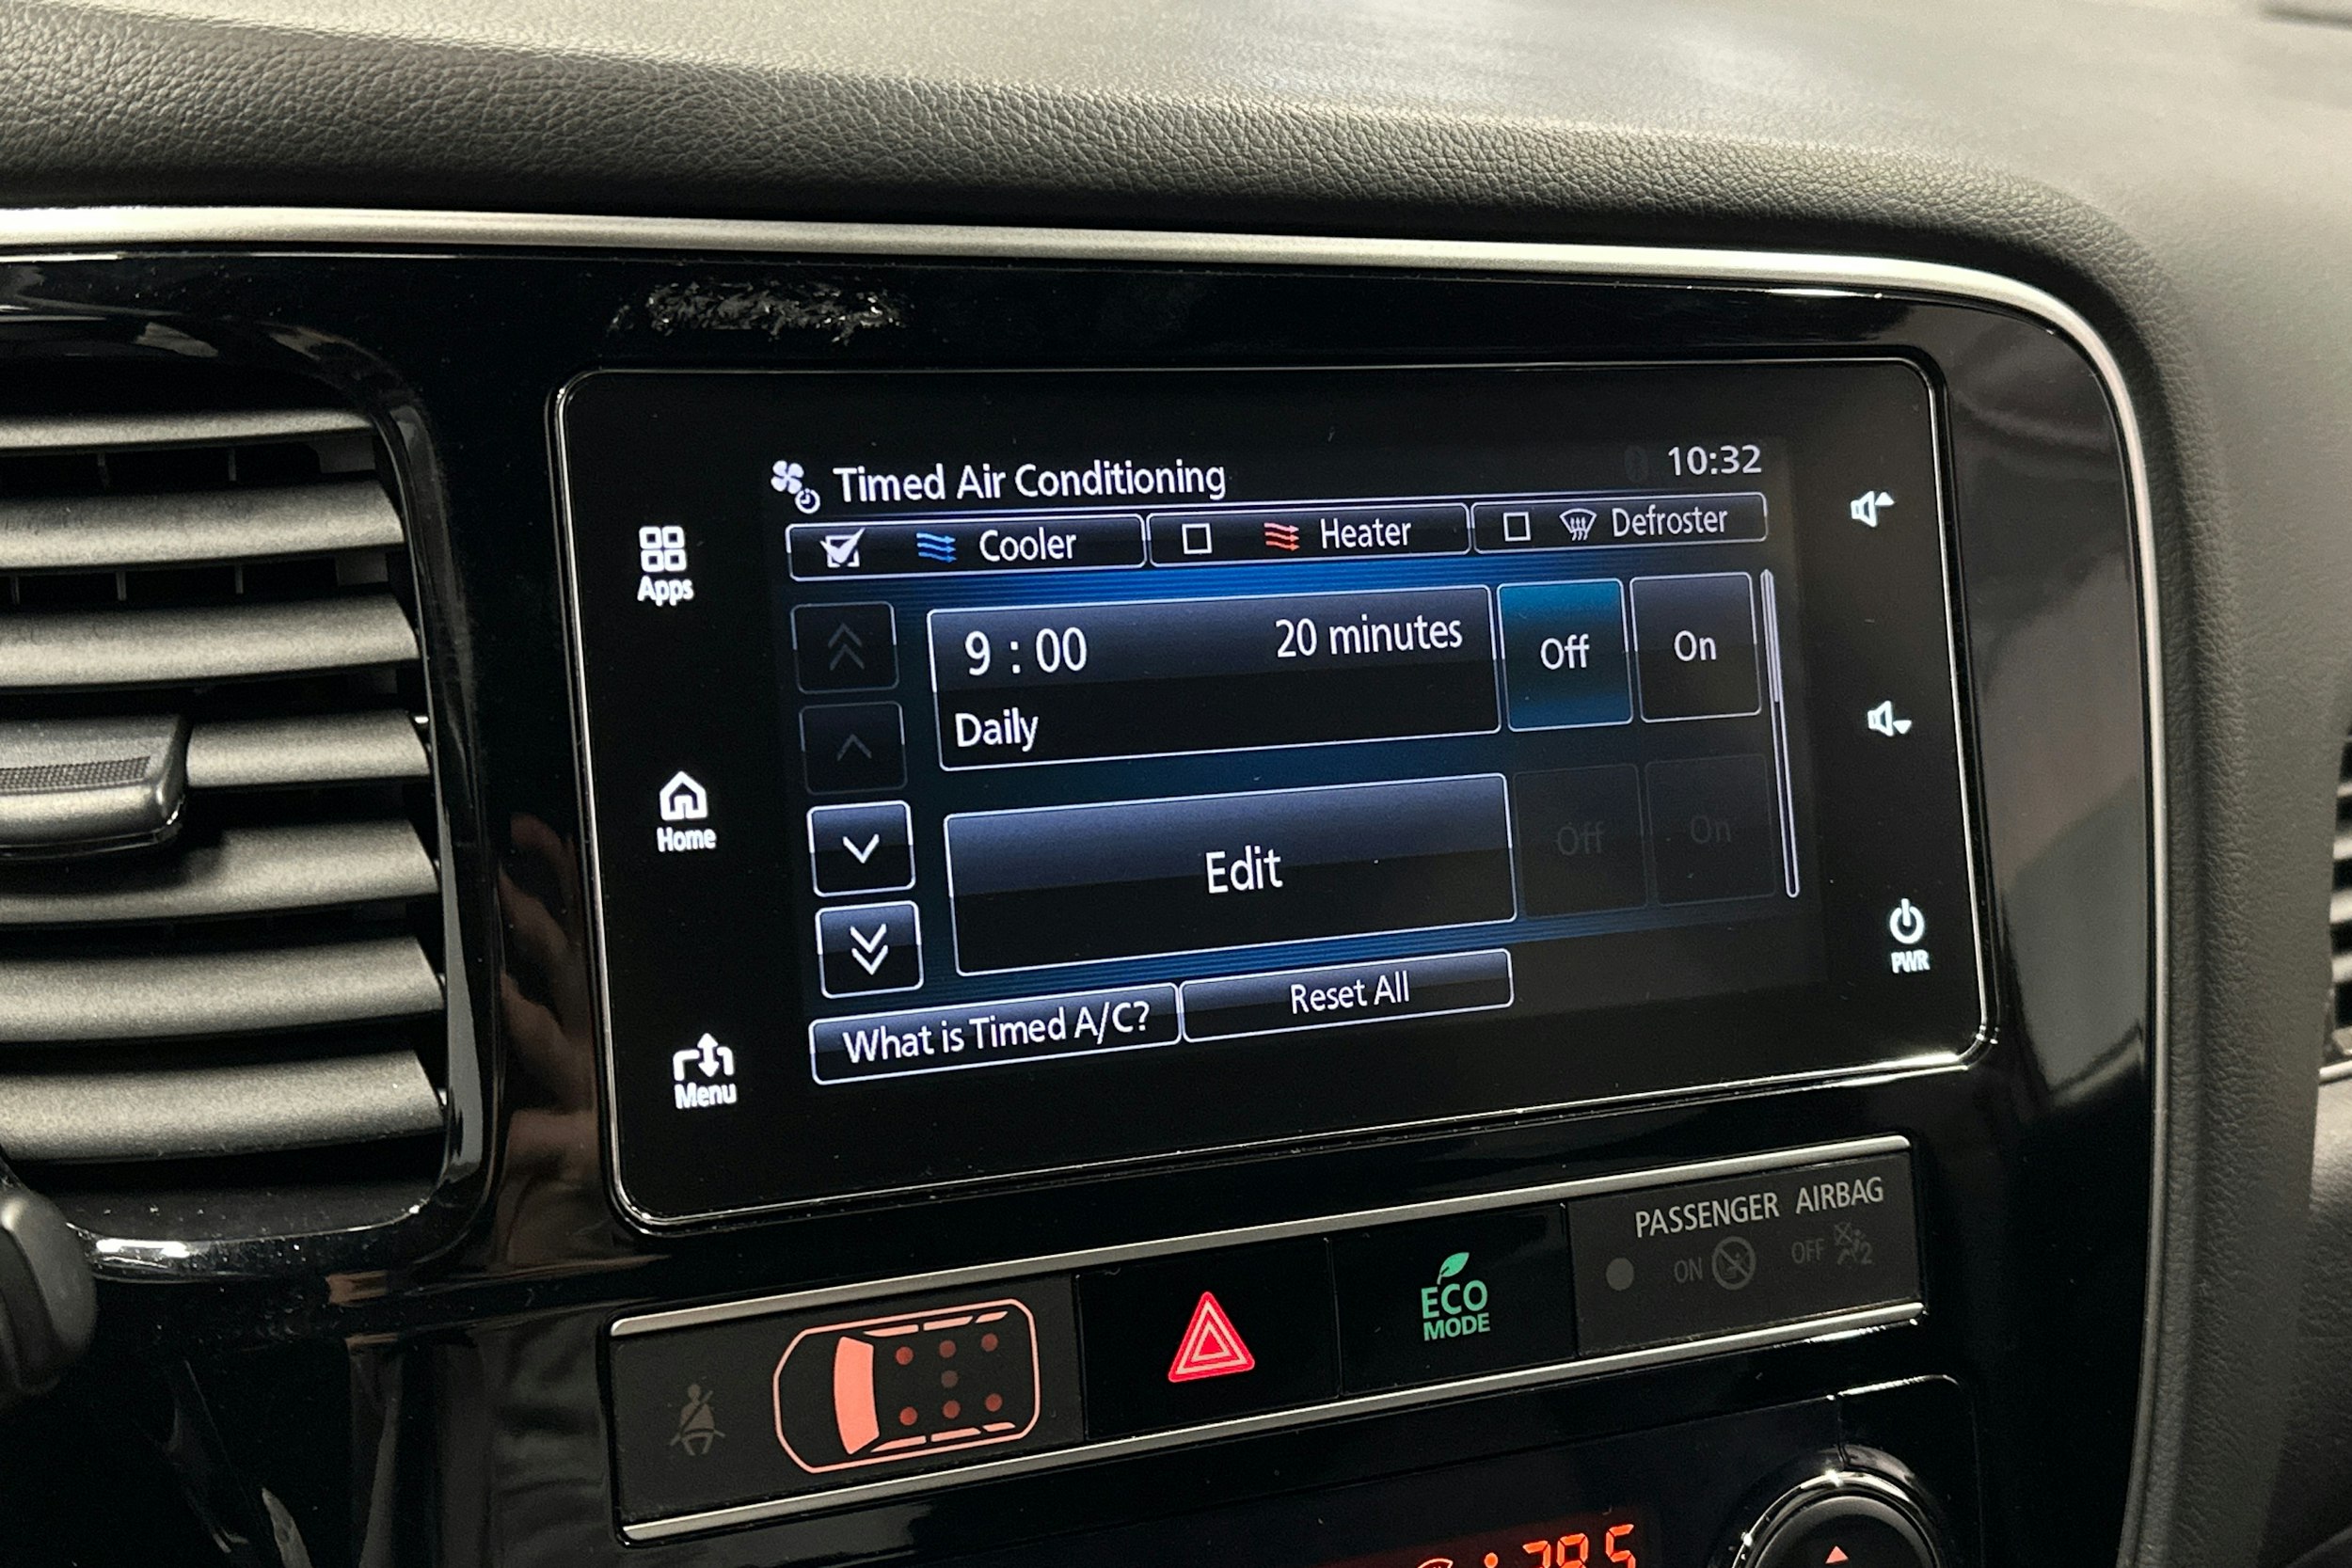 Timed Air Conditioning
10:32
Cooler
Heater
Defroster
Apps
9 : 00
20 minutes
Off
On
Daily
Home
Edit
Off
On
PWR
What is Timed A/C?
Reset All
Menu
PASSENGER AIRBAG
ON
OFF
2
ECO
MODE